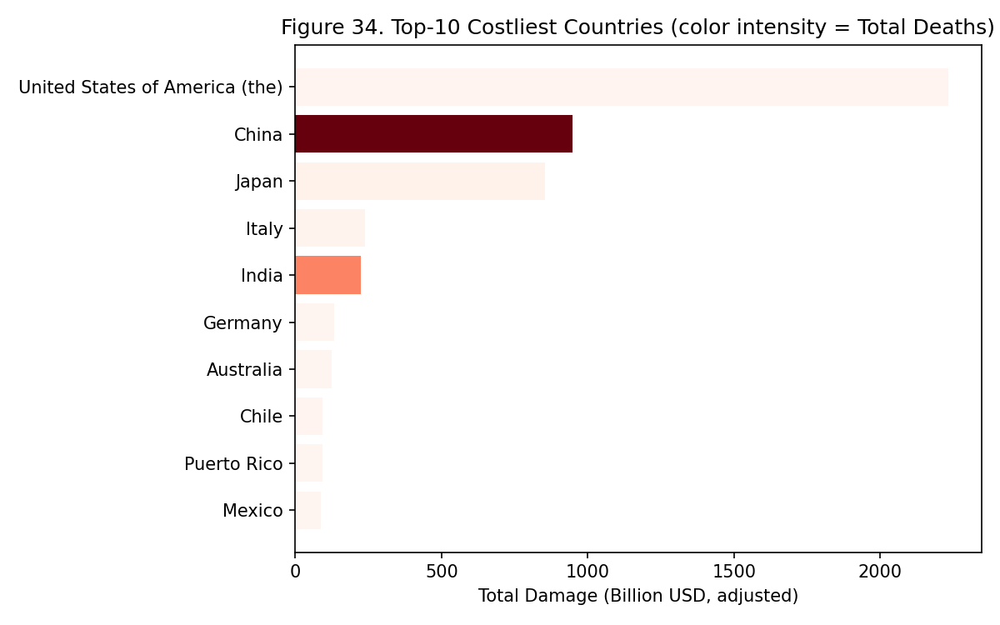 Figure 34. Top-10 Costliest Countries (color intensity = Total Deaths)
United States of America (the)
China
Japan
Italy
India
Germany
Australia
Chile
Puerto Rico
Mexico
0 500 1000 1500 2000
Total Damage (Billion USD, adjusted)